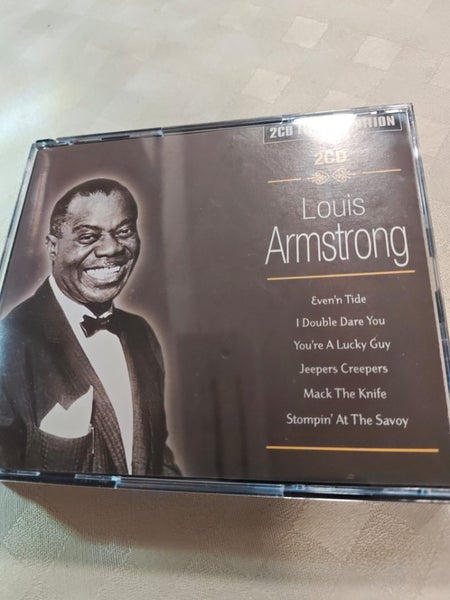 2CD
2CD
Louis
Armstrong
Even'n Tide
I Double Dare You
You're A Lucky Guy
Jeepers Creepers
Mack The Knife
Stompin' At The Savoy